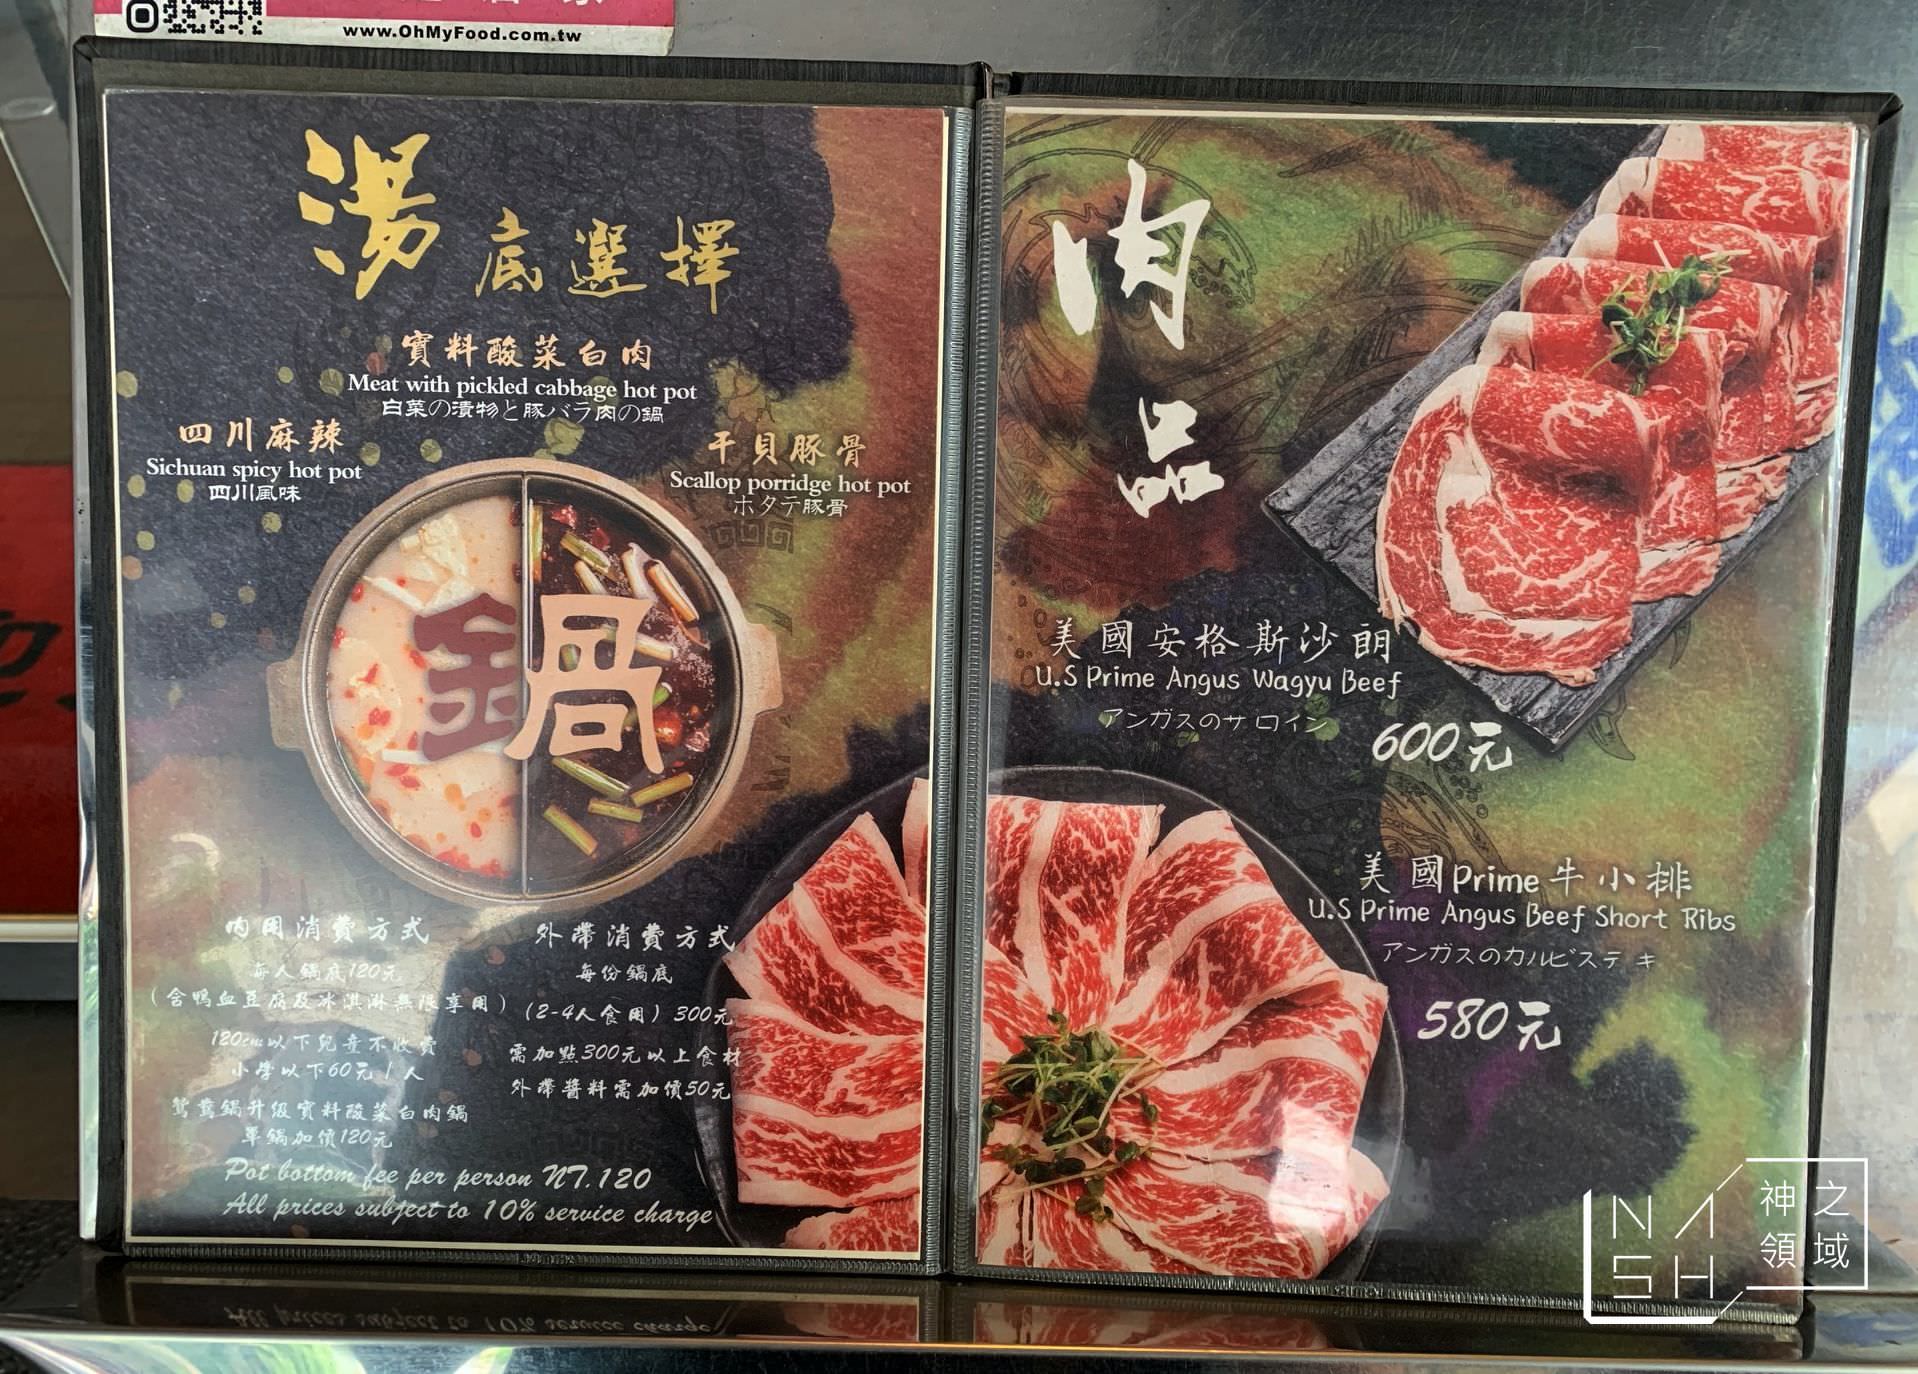 www.OhMyFood.com.tw
湯底選擇
實料酸菜白肉
Meat with pickled cabbage hot pot
白菜の漬物と豚バラ肉の鍋
四川麻辣
Sichuan spicy hot pot
四川風味
干貝豚骨
Scallop porridge hot pot
ホタテ豚骨
鍋
內用消費方式
每人鍋底120元
(含鴨血豆腐及冰淇淋無限享用)
120cm以下兒童不收費
小學以下60元/人
鴛鴦鍋升級實料酸菜白肉鍋
單鍋加價120元
外帶消費方式
每份鍋底
(2-4人食用) 300元
需加點300元以上食材
外帶醬料需加價50元
Pot bottom fee per person NT.120
All prices subject to 10% service charge
肉品
美國安格斯沙朗
U.S Prime Angus Wagyu Beef
アンガスのサロイン
600元
美國Prime牛小排
U.S Prime Angus Beef Short Ribs
アンガスのカルビステーキ
580元
NASH
神之領域